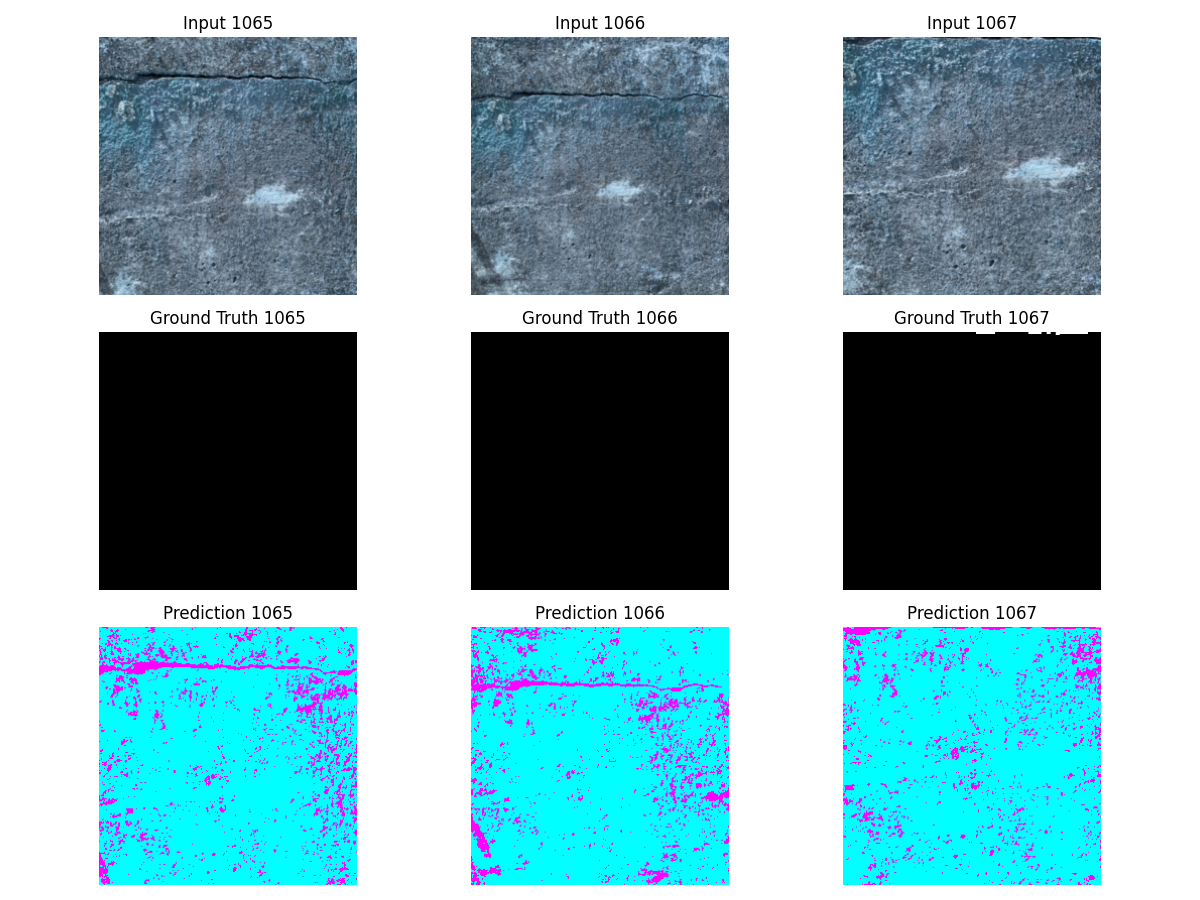 Input 1065
Input 1066
Input 1067
Ground Truth 1065
Ground Truth 1066
Ground Truth 1067
Prediction 1065
Prediction 1066
Prediction 1067